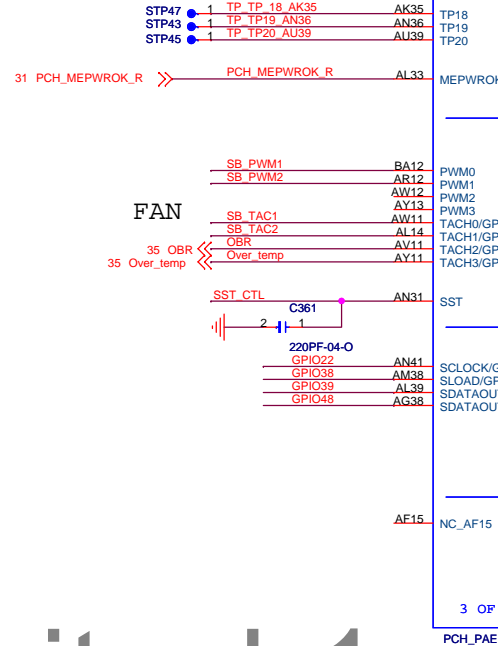 STP47 1 TP_TP_18_AK35 AK35 TP18
STP43 1 TP_TP19_AN36 AN36 TP19
STP45 1 TP_TP20_AU39 AU39 TP20
31 PCH_MEPWROK_R PCH_MEPWROK_R AL33 MEPWROK
SB_PWM1 BA12 PWM0
SB_PWM2 AR12 PWM1
AW12 PWM2
AY13 PWM3
FAN
SB_TAC1 AW11 TACH0/GP
SB_TAC2 AL14 TACH1/GP
35 OBR OBR AV11 TACH2/GP
35 Over_temp Over_temp AY11 TACH3/GP
SST_CTL AN31 SST
C361
2 1
220PF-04-O
GPIO22 AN41 SCLOCK/G
GPIO38 AM38 SLOAD/GP
GPIO39 AL39 SDATAOU
GPIO48 AG38 SDATAOU
AF15 NC_AF15
3 OF
PCH_PAE